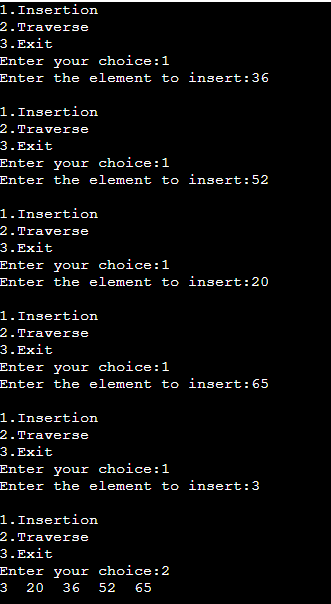 1.Insertion
2.Traverse
3.Exit
Enter your choice:1
Enter the element to insert:36
1.Insertion
2.Traverse
3.Exit
Enter your choice:1
Enter the element to insert:52
1.Insertion
2.Traverse
3.Exit
Enter your choice:1
Enter the element to insert:20
1.Insertion
2.Traverse
3.Exit
Enter your choice:1
Enter the element to insert:65
1.Insertion
2.Traverse
3.Exit
Enter your choice:1
Enter the element to insert:3
1.Insertion
2.Traverse
3.Exit
Enter your choice:2
3  20  36  52  65